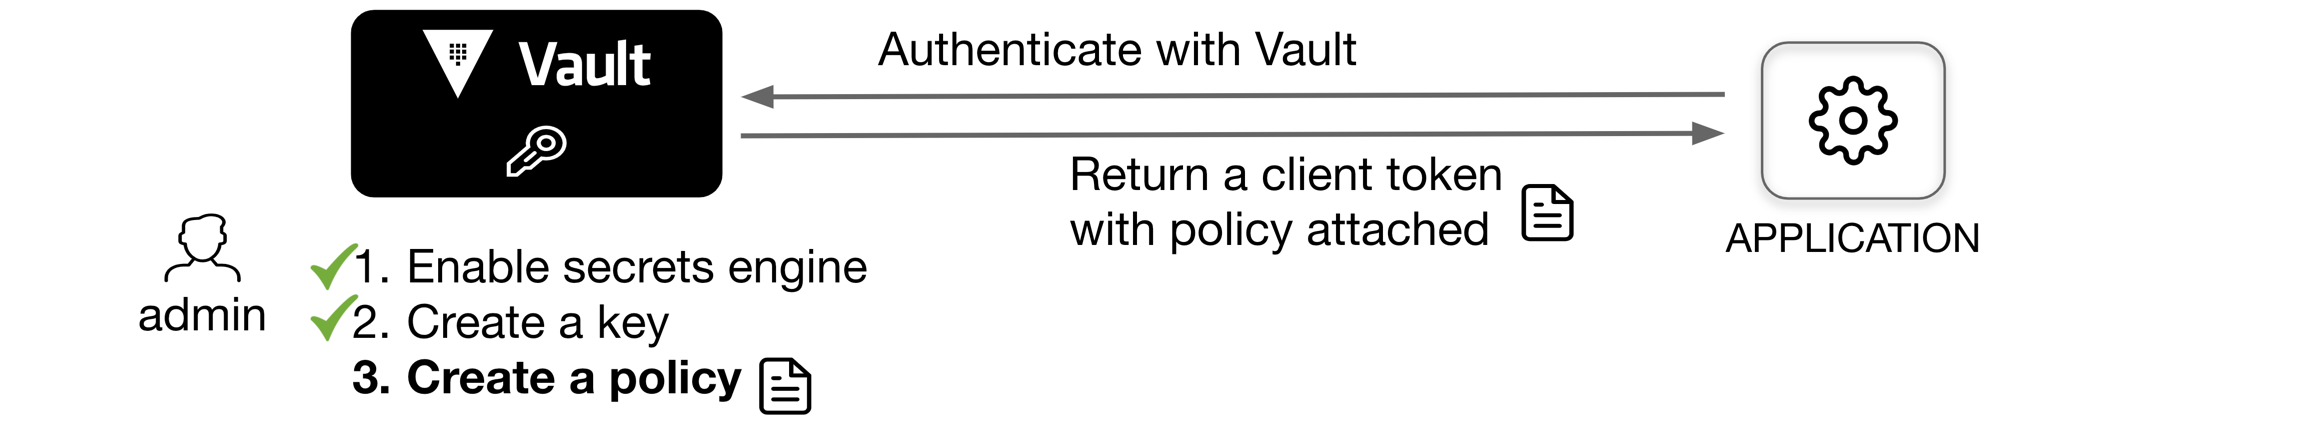 Vault
Authenticate with Vault
Return a client token
with policy attached
APPLICATION
admin
1. Enable secrets engine
2. Create a key
3. Create a policy